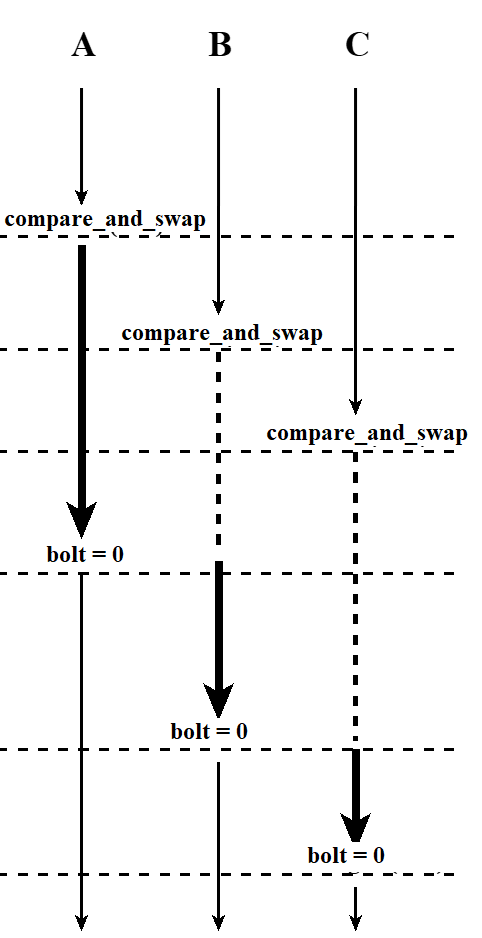 A B C
compare_and_swap
compare_and_swap
compare_and_swap
bolt = 0
bolt = 0
bolt = 0